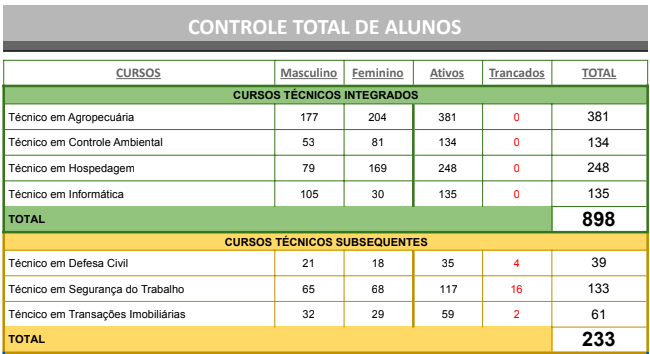 CONTROLE TOTAL DE ALUNOS
CURSOS Masculino Feminino Ativos Trancados TOTAL
CURSOS TÉCNICOS INTEGRADOS
Técnico em Agropecuária 177 204 381 0 381
Técnico em Controle Ambiental 53 81 134 0 134
Técnico em Hospedagem 79 169 248 0 248
Técnico em Informática 105 30 135 0 135
TOTAL 898
CURSOS TÉCNICOS SUBSEQUENTES
Técnico em Defesa Civil 21 18 35 4 39
Técnico em Segurança do Trabalho 65 68 117 16 133
Téncico em Transações Imobiliárias 32 29 59 2 61
TOTAL 233